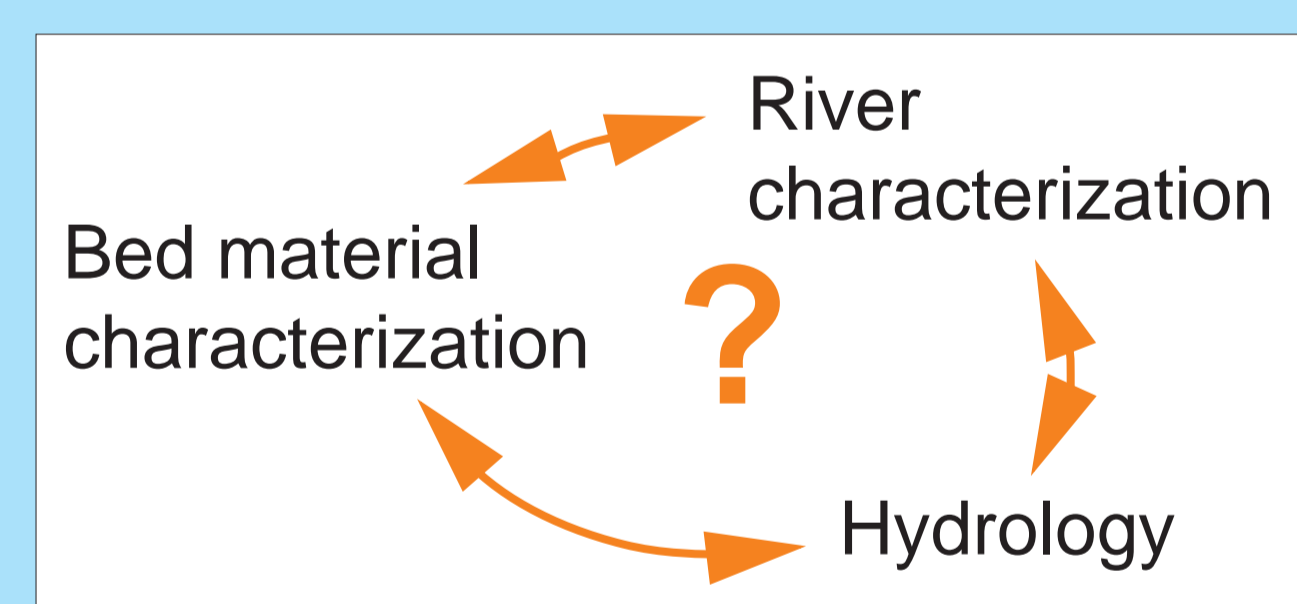 River
characterization
Bed material
characterization
?
Hydrology